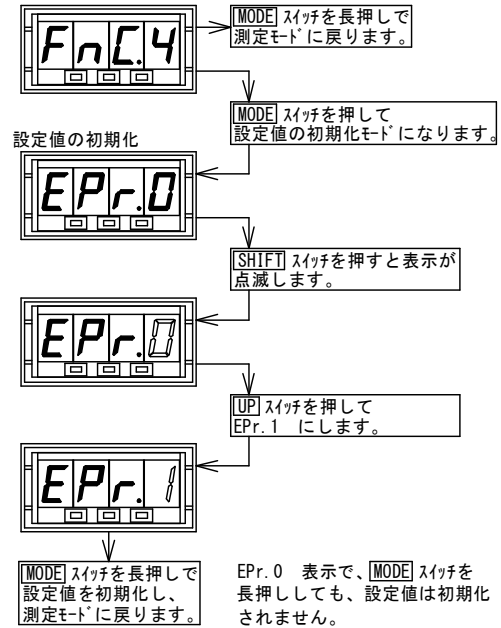 FnC.4
MODE ｽｲｯﾁを長押しで
測定ﾓｰﾄﾞに戻ります。
MODE ｽｲｯﾁを押して
設定値の初期化ﾓｰﾄﾞになります。
設定値の初期化
EPr.0
SHIFT ｽｲｯﾁを押すと表示が
点滅します。
EPr.0
UP ｽｲｯﾁを押して
EPr.1 にします。
EPr.1
MODE ｽｲｯﾁを長押しで
設定値を初期化し、
測定ﾓｰﾄﾞに戻ります。
EPr.0 表示で、MODE ｽｲｯﾁを
長押ししても、設定値は初期化
されません。